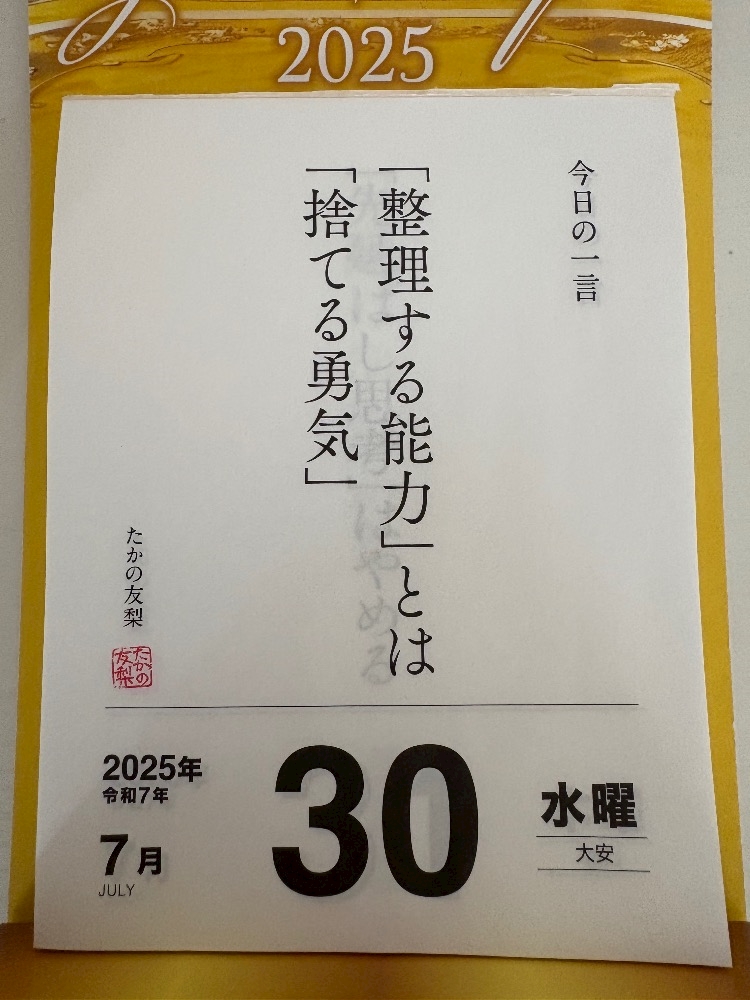 2025
今日の一言
「整理する能力」とは
「捨てる勇気」
たかの友梨
たかの
友梨
2025年
令和7年
7月
JULY
30
水曜
大安